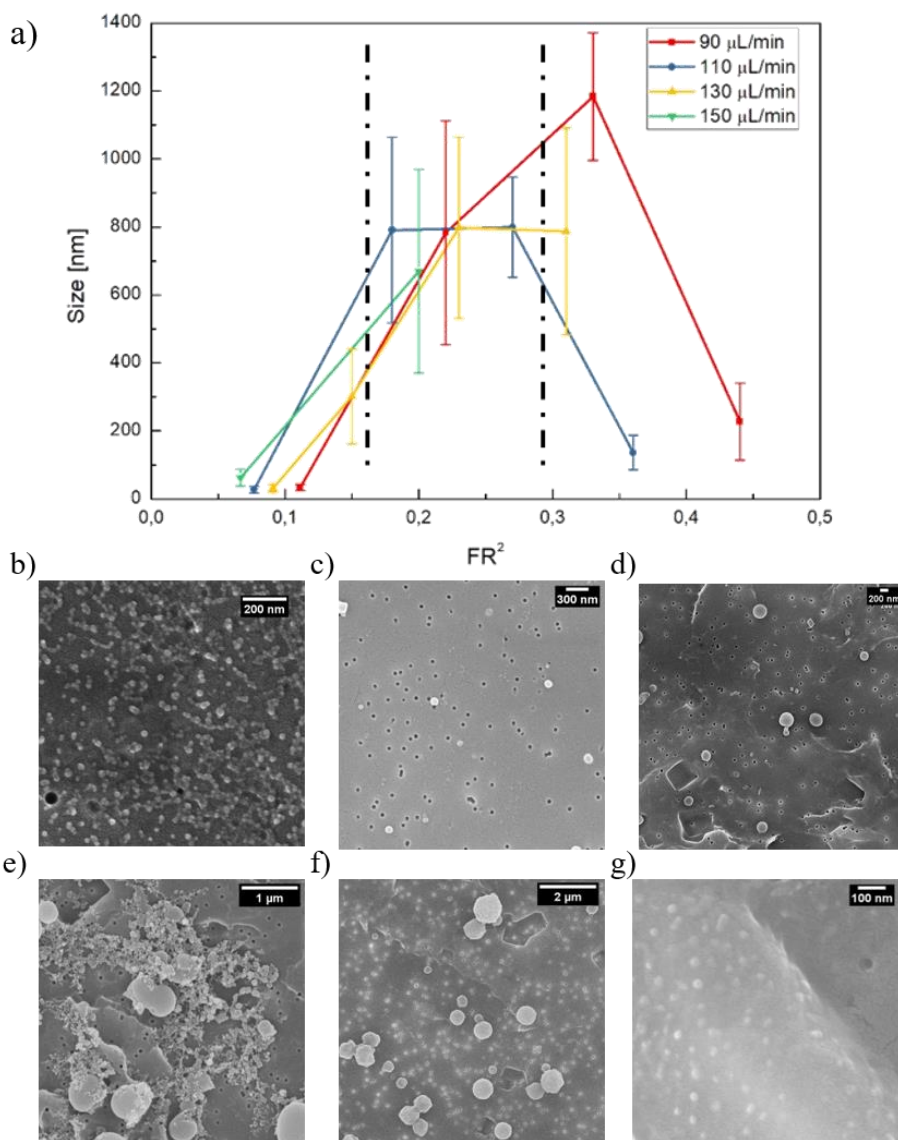 a)
1400
1200
1000
800
600
400
200
0
Size [nm]
90 μL/min
110 μL/min
130 μL/min
150 μL/min
0,0 0,1 0,2 0,3 0,4 0,5
FR²
b) c) d)
200 nm 300 nm 200 nm
e) f) g)
1 μm 2 μm 100 nm